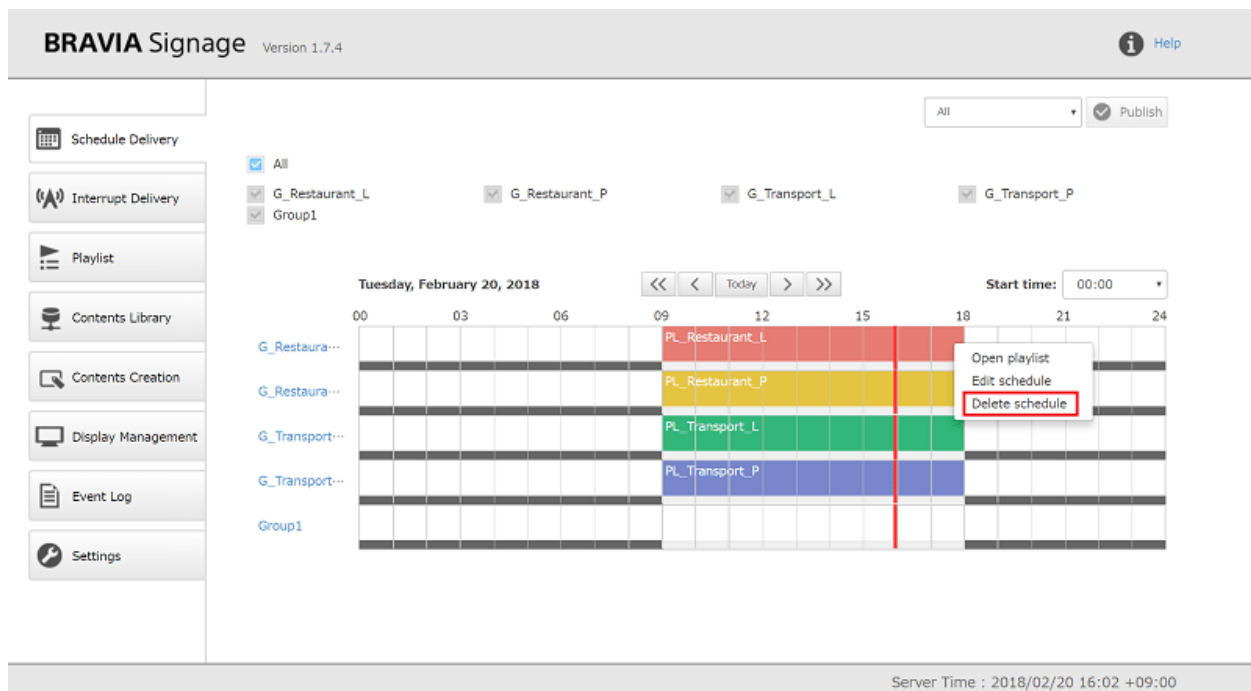 BRAVIA Signage Version 1.7.4
Help
All
Publish
Schedule Delivery
Interrupt Delivery
Playlist
Contents Library
Contents Creation
Display Management
Event Log
Settings
All
G_Restaurant_L G_Restaurant_P G_Transport_L G_Transport_P
Group1
Tuesday, February 20, 2018 << < Today > >> Start time: 00:00
00 03 06 09 12 15 18 21 24
G_Restaura··· PL_Restaurant_L
G_Restaura··· PL_Restaurant_P
G_Transport··· PL_Transport_L
G_Transport··· PL_Transport_P
Group1
Open playlist
Edit schedule
Delete schedule
Server Time : 2018/02/20 16:02 +09:00